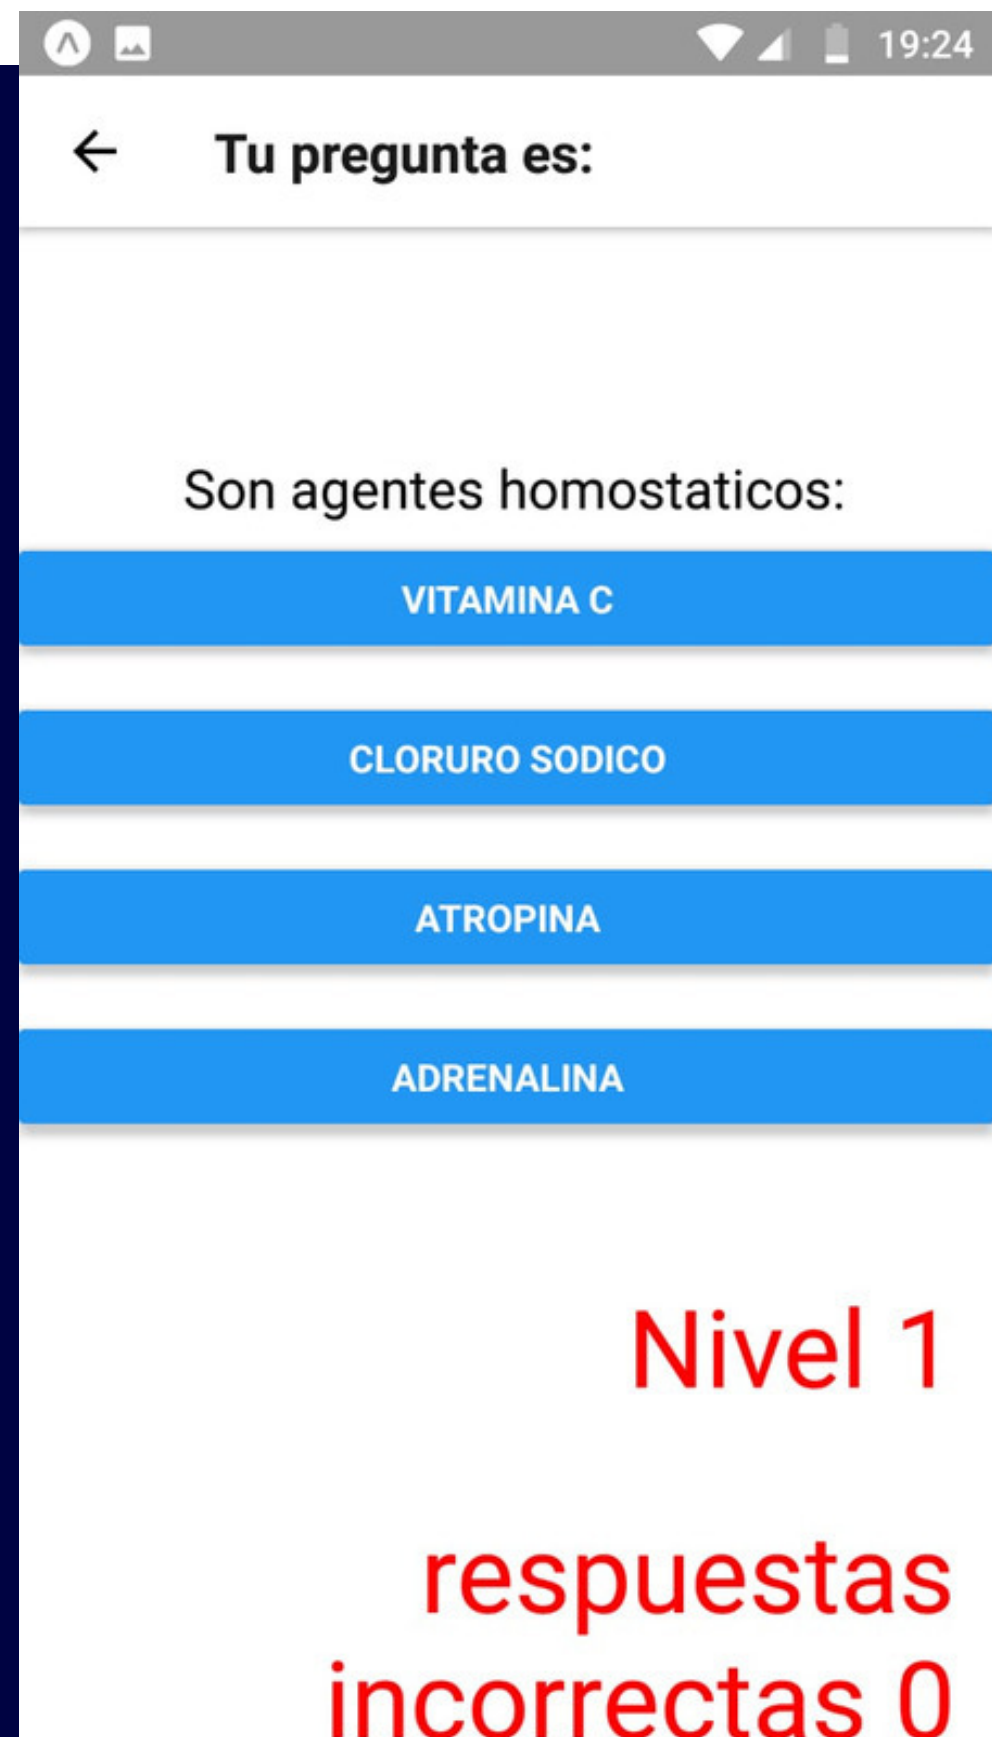 19:24
Tu pregunta es:
Son agentes homostaticos:
VITAMINA C
CLORURO SODICO
ATROPINA
ADRENALINA
Nivel 1
respuestas
incorrectas 0